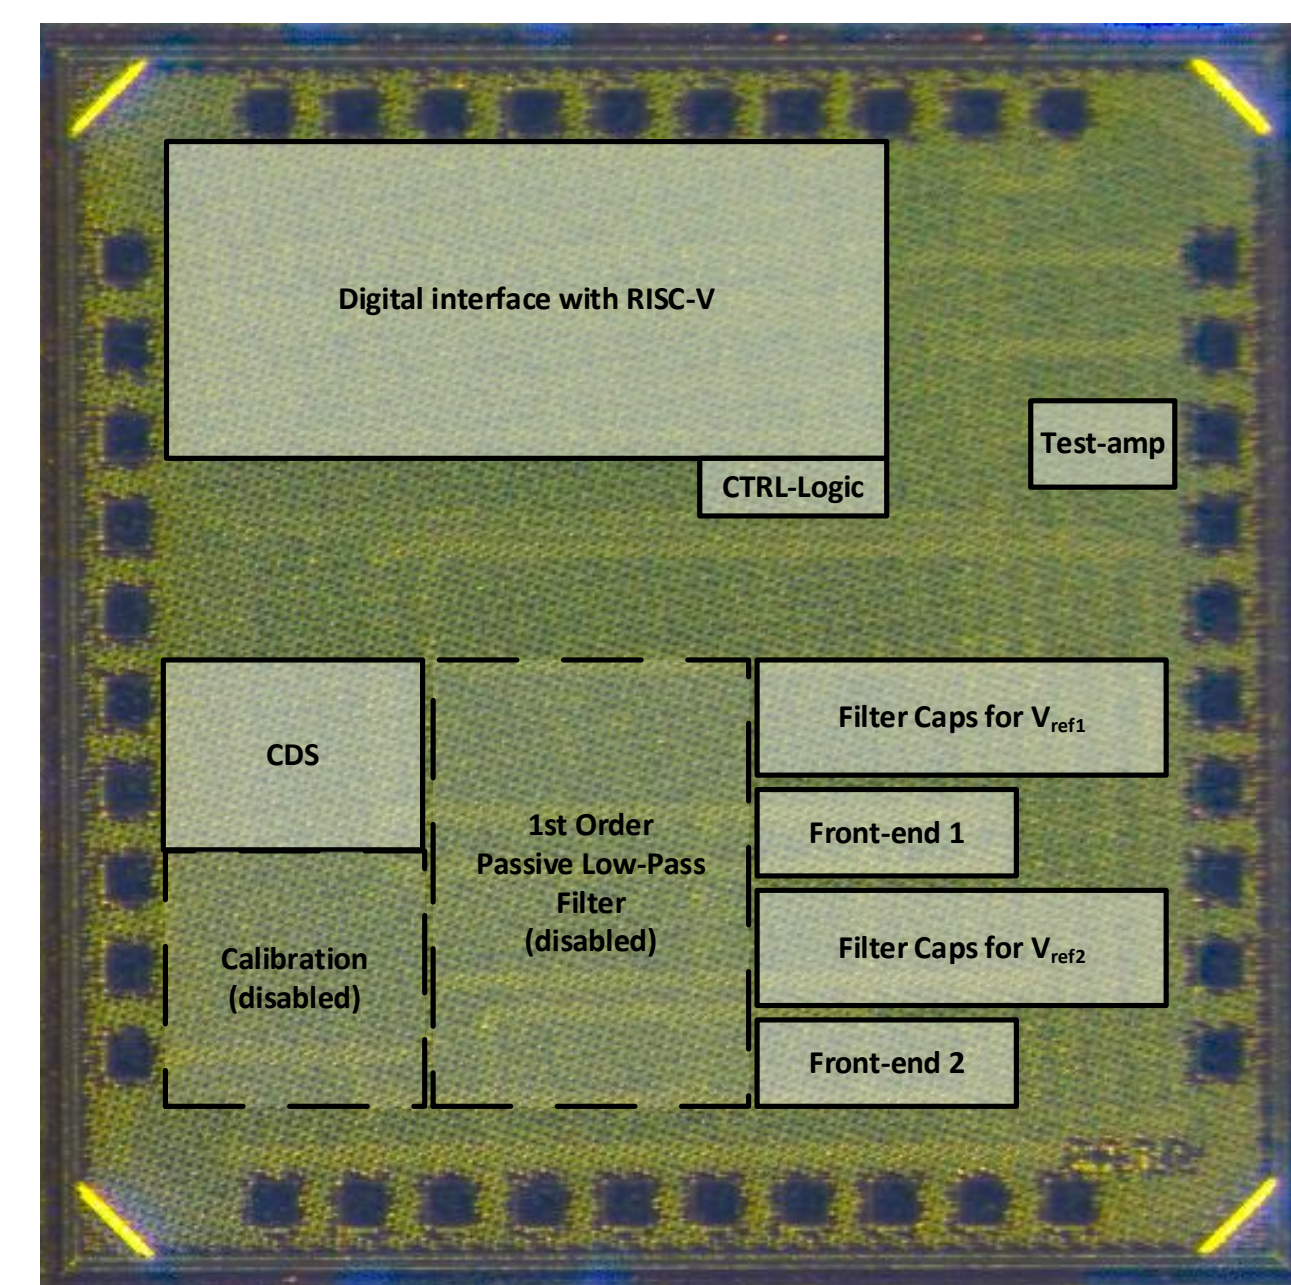 Digital interface with RISC-V
Test-amp
CTRL-Logic
Filter Caps for Vref1
CDS
1st Order
Passive Low-Pass
Filter
(disabled)
Front-end 1
Filter Caps for Vref2
Calibration
(disabled)
Front-end 2